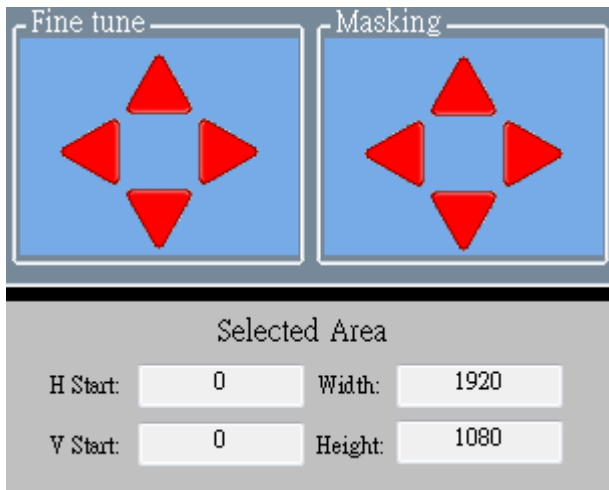 Fine tune
Masking
Selected Area
H Start: 0 Width: 1920
V Start: 0 Height: 1080